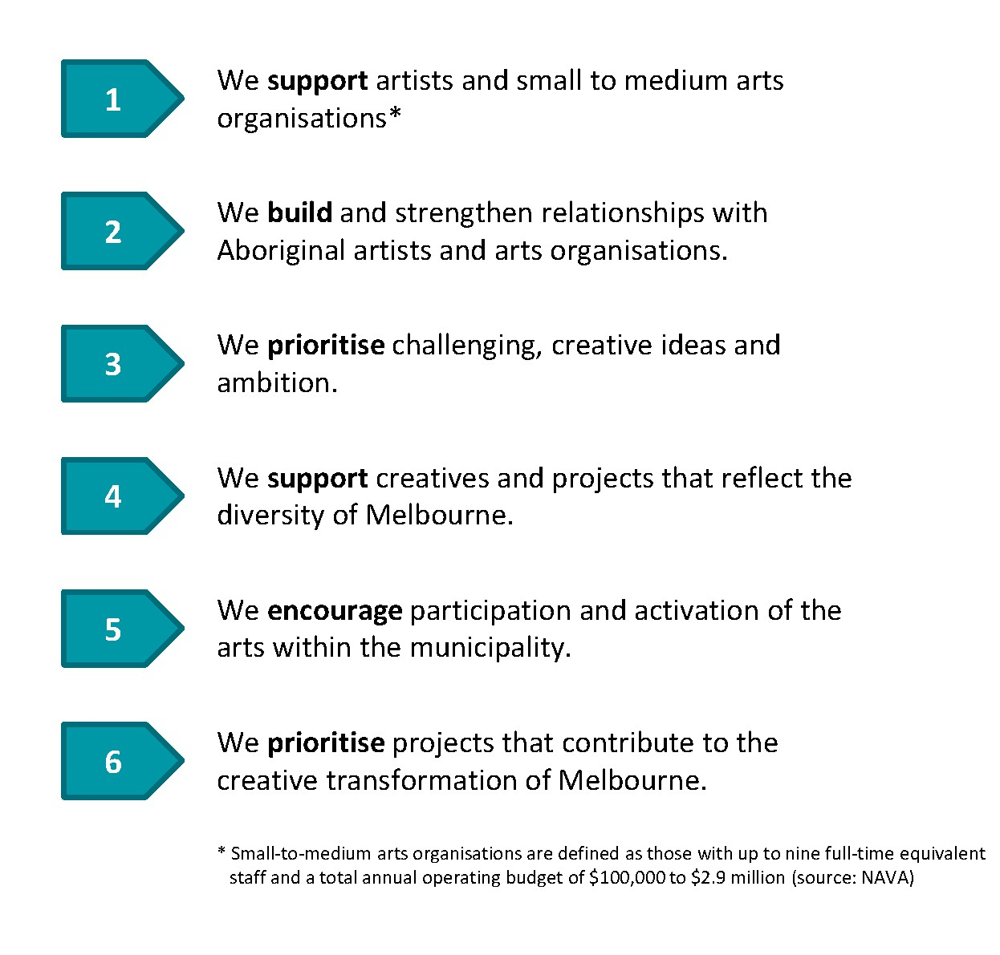 1
We support artists and small to medium arts
organisations*
2
We build and strengthen relationships with
Aboriginal artists and arts organisations.
3
We prioritise challenging, creative ideas and
ambition.
4
We support creatives and projects that reflect the
diversity of Melbourne.
5
We encourage participation and activation of the
arts within the municipality.
6
We prioritise projects that contribute to the
creative transformation of Melbourne.
* Small-to-medium arts organisations are defined as those with up to nine full-time equivalent
staff and a total annual operating budget of $100,000 to $2.9 million (source: NAVA)